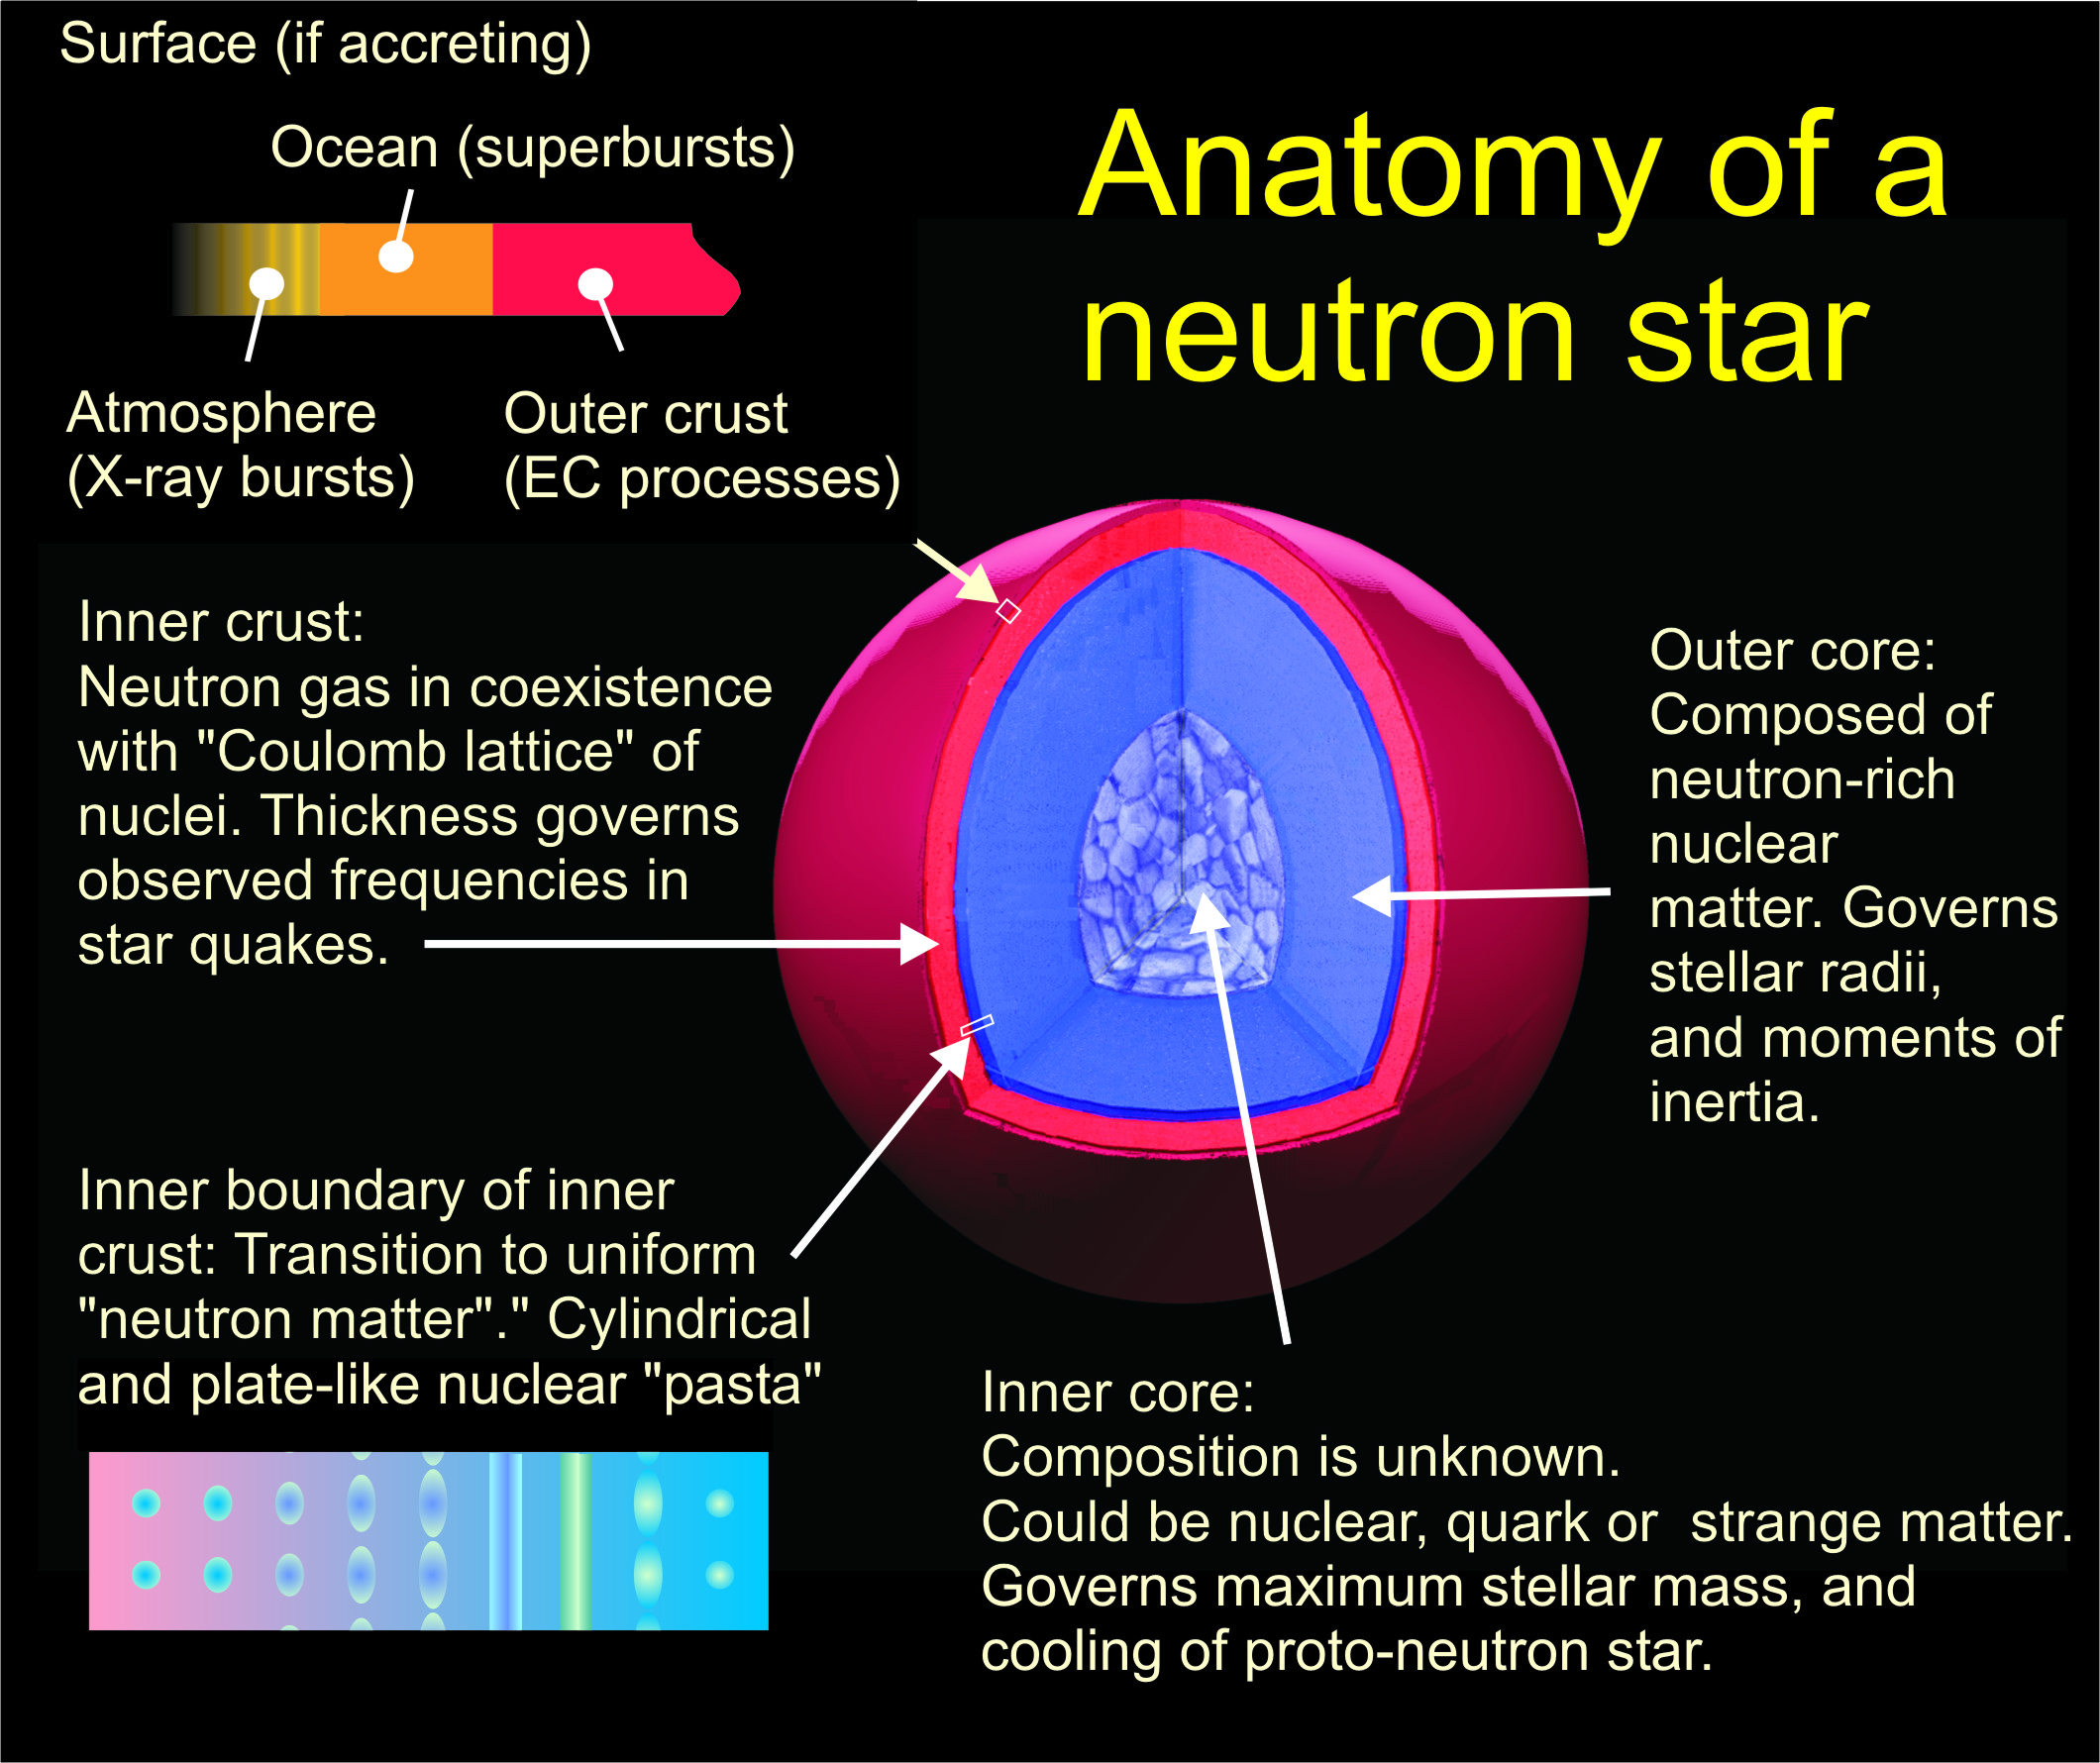 Surface (if accreting)
Ocean (superbursts)
Atmosphere
(X-ray bursts)
Outer crust
(EC processes)
Anatomy of a
neutron star
Inner crust:
Neutron gas in coexistence
with "Coulomb lattice" of
nuclei. Thickness governs
observed frequencies in
star quakes.
Outer core:
Composed of
neutron-rich
nuclear
matter. Governs
stellar radii,
and moments of
inertia.
Inner boundary of inner
crust: Transition to uniform
"neutron matter"." Cylindrical
and plate-like nuclear "pasta"
Inner core:
Composition is unknown.
Could be nuclear, quark or  strange matter.
Governs maximum stellar mass, and
cooling of proto-neutron star.